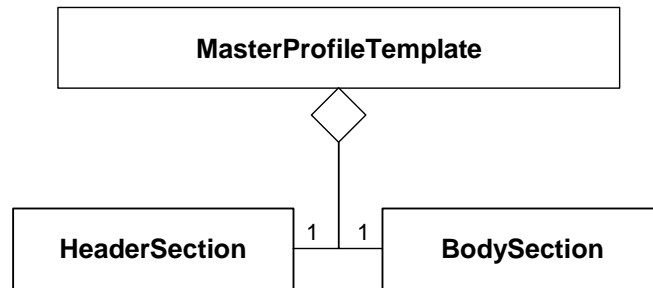 MasterProfileTemplate
HeaderSection
1
1
BodySection